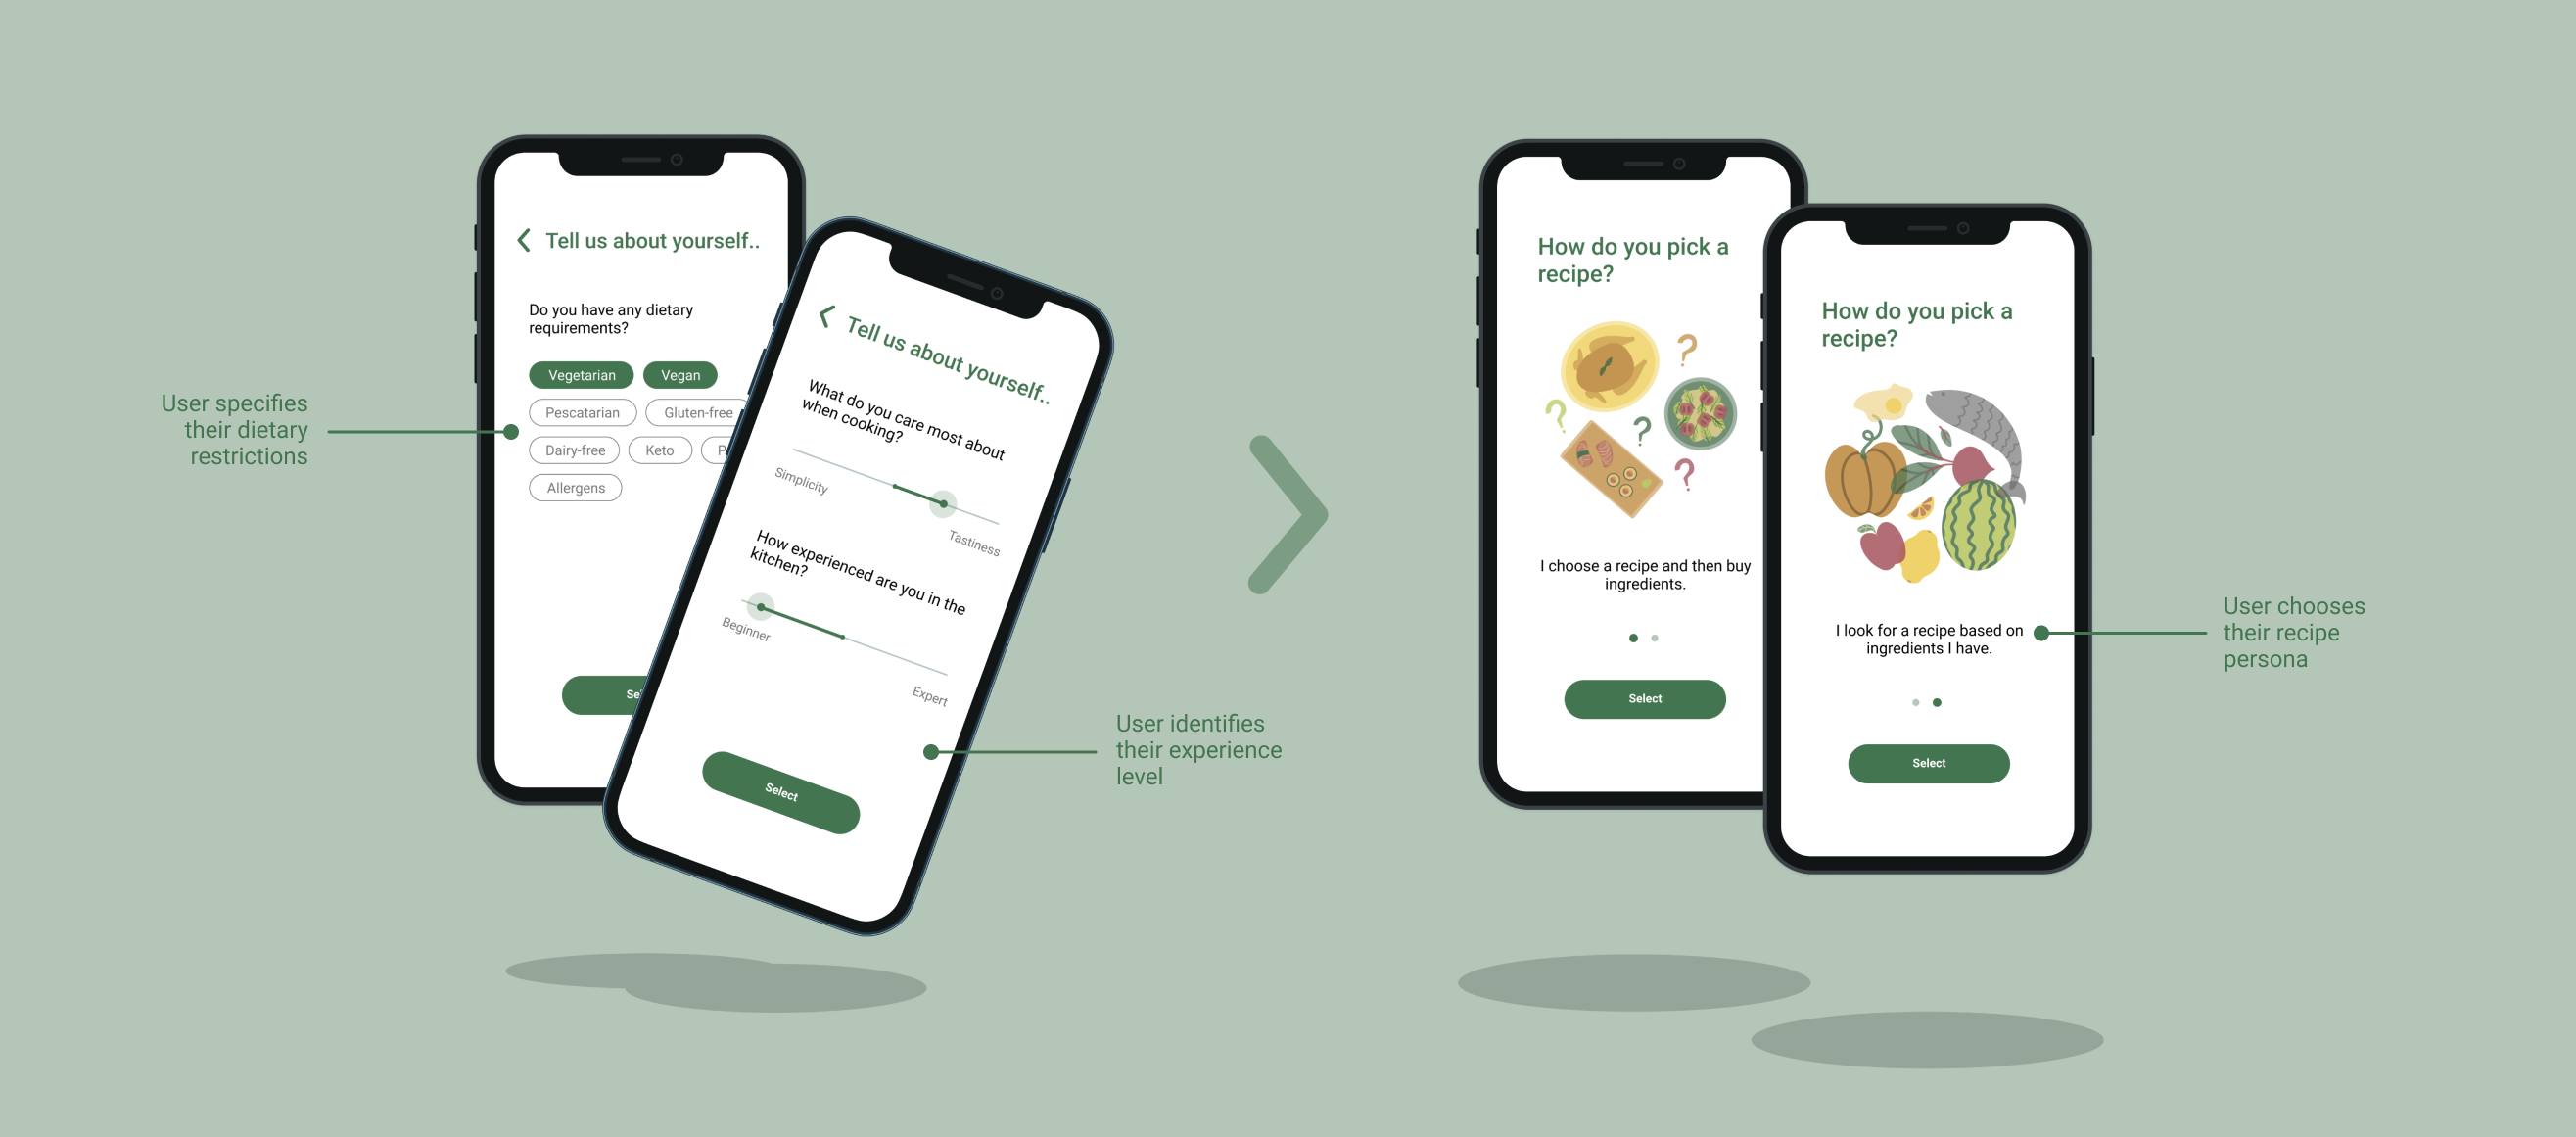 User specifies
their dietary
restrictions
Tell us about yourself..
Do you have any dietary
requirements?
Vegetarian
Vegan
Pescatarian
Gluten-free
Dairy-free
Keto
Allergens
Tell us about yourself..
What do you care most about
when cooking?
Simplicity
Tastiness
How experienced are you in the
kitchen?
Beginner
Expert
Select
User identifies
their experience
level
How do you pick a
recipe?
?
?
?
?
I choose a recipe and then buy
ingredients.
Select
How do you pick a
recipe?
I look for a recipe based on
ingredients I have.
Select
User chooses
their recipe
persona